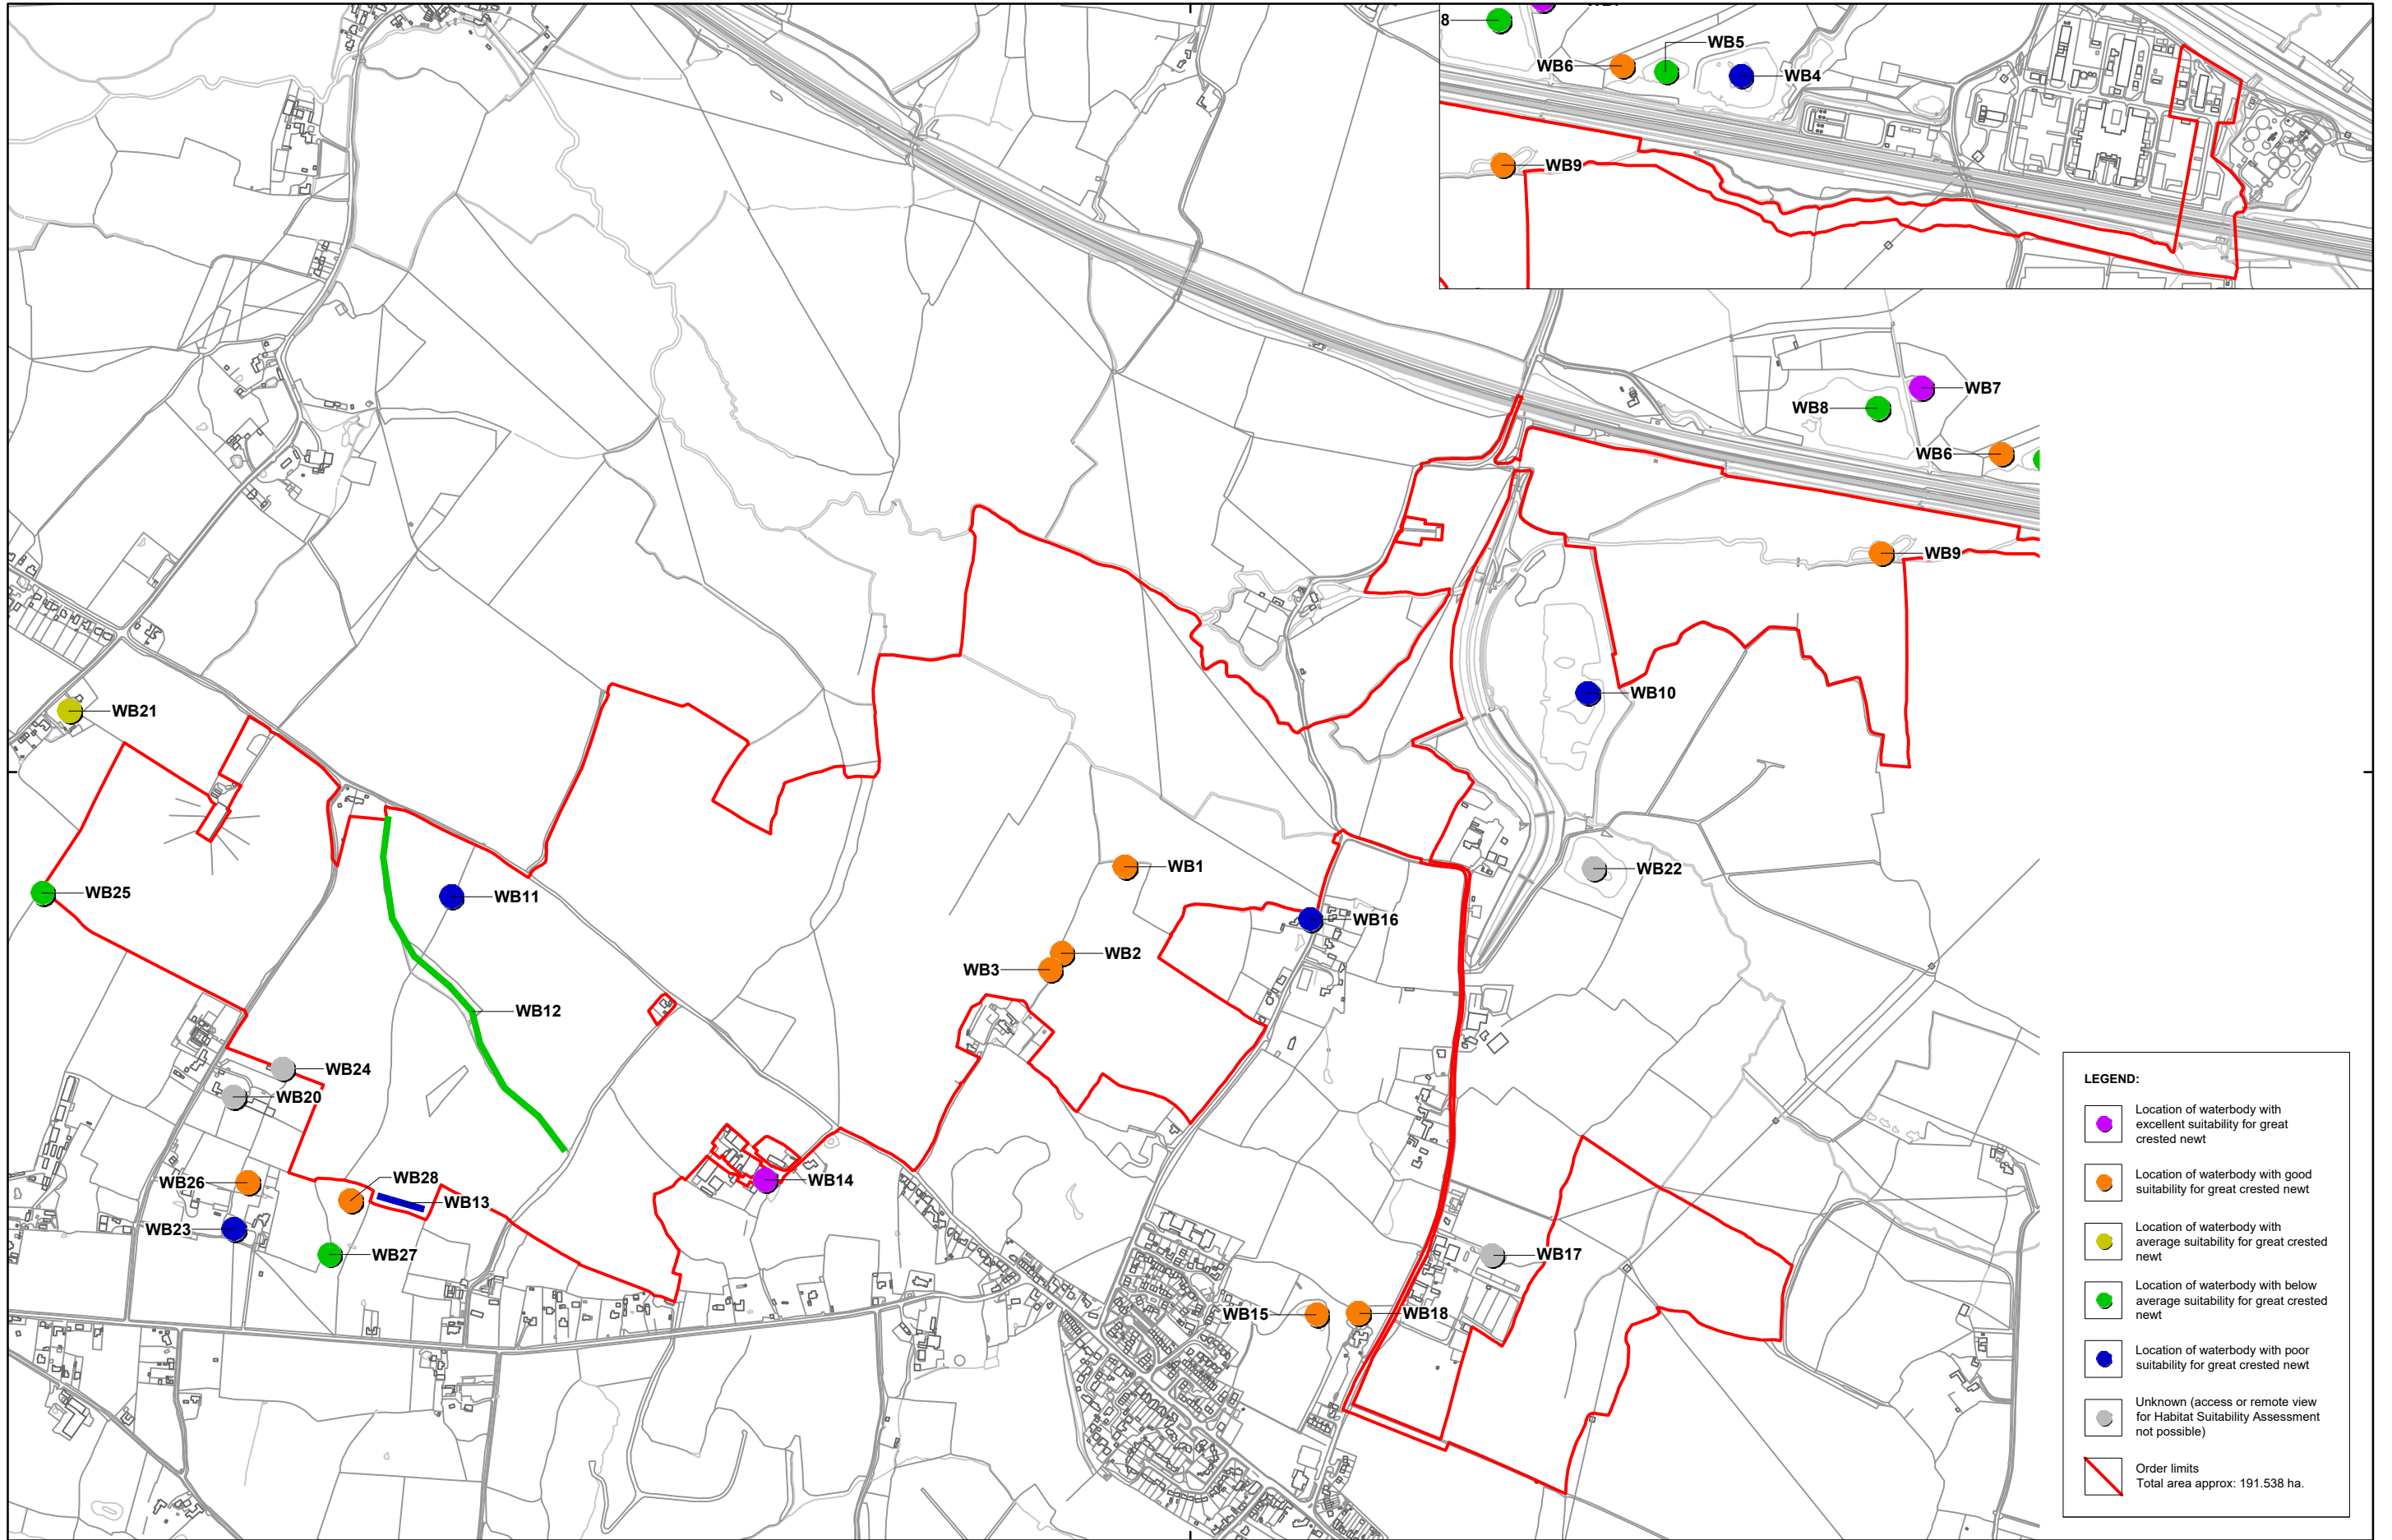 8
WB5
WB6
WB4
WB9
WB7
WB8
WB6
WB9
WB10
WB21
WB1
WB22
WB25
WB11
WB16
WB2
WB3
WB12
WB24
WB20
WB28
WB26
WB14
WB13
WB23
WB27
WB17
WB15
WB18
LEGEND:
Location of waterbody with
excellent suitability for great
crested newt
Location of waterbody with good
suitability for great crested newt
Location of waterbody with
average suitability for great crested
newt
Location of waterbody with below
average suitability for great crested
newt
Location of waterbody with poor
suitability for great crested newt
Unknown (access or remote view
for Habitat Suitability Assessment
not possible)
Order limits
Total area approx: 191.538 ha.